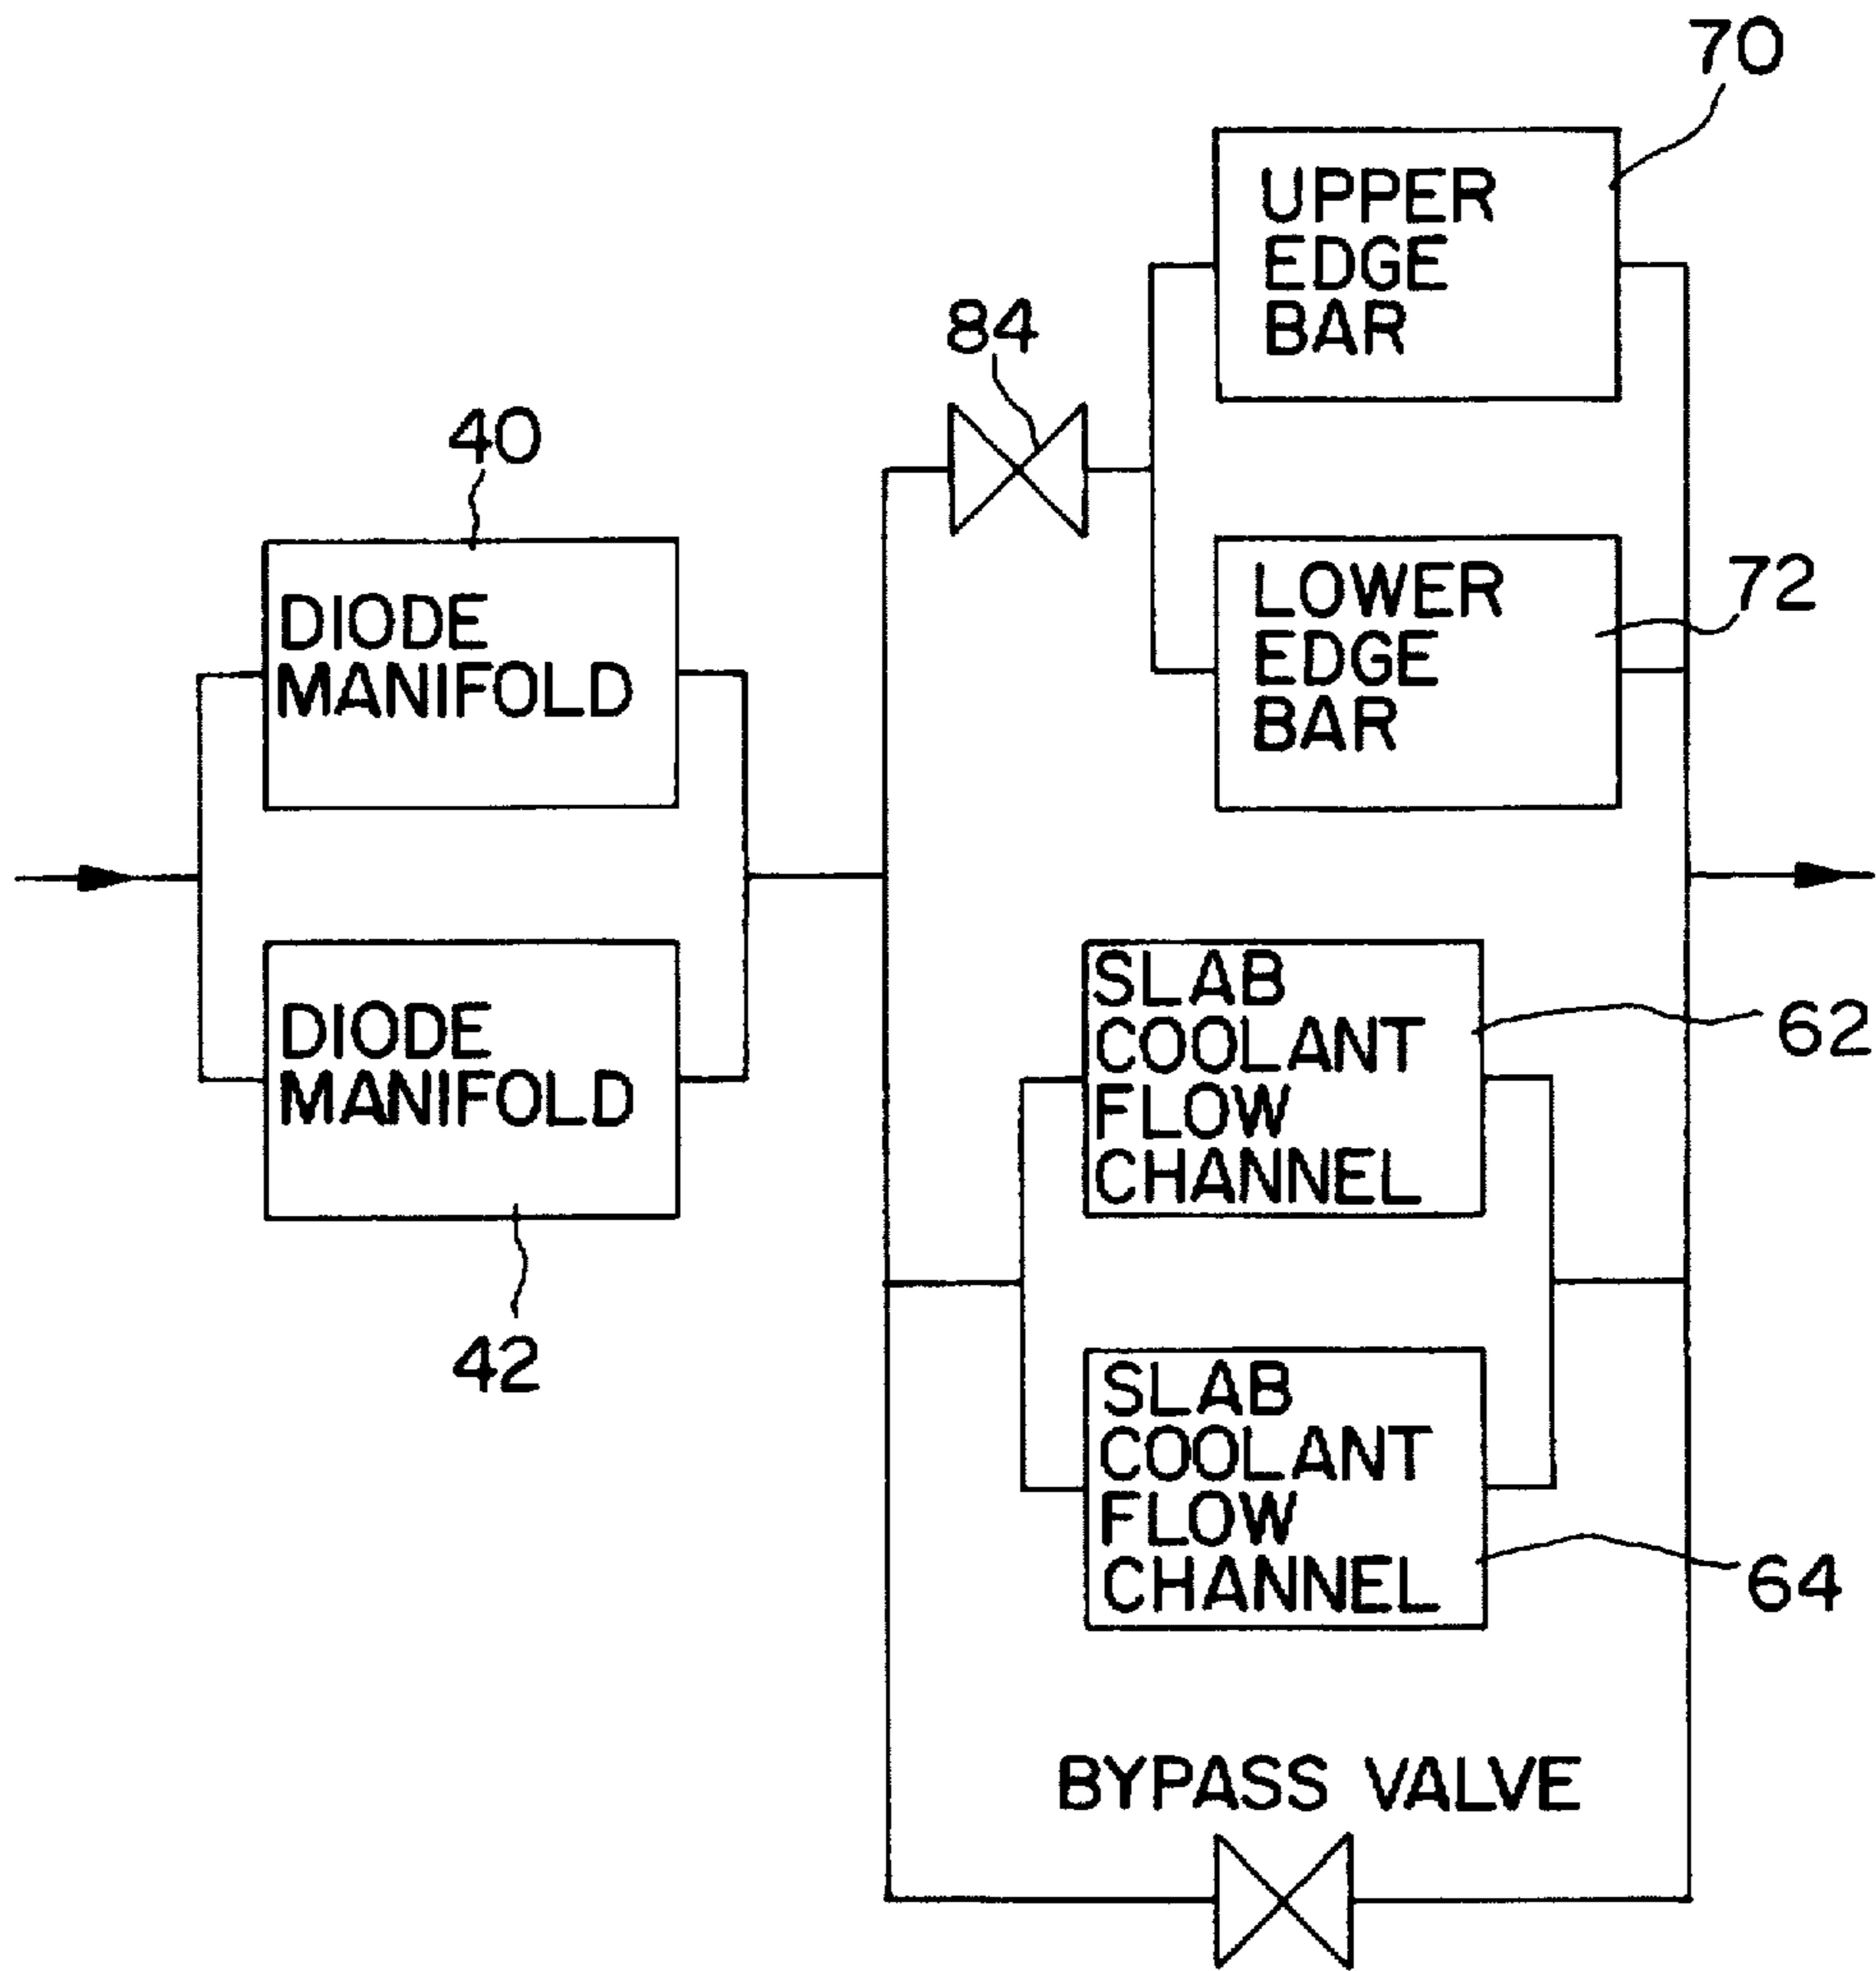 70
UPPER
EDGE
BAR
84
40
DIODE
MANIFOLD
LOWER
EDGE
BAR
72
DIODE
MANIFOLD
42
SLAB
COOLANT
FLOW
CHANNEL
62
SLAB
COOLANT
FLOW
CHANNEL
64
BYPASS VALVE